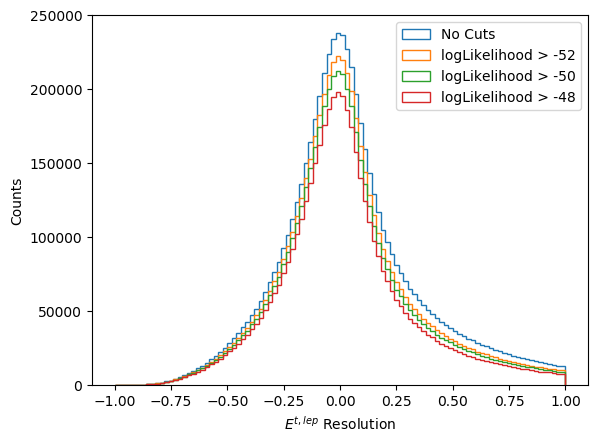 250000
200000
150000
100000
50000
0
Counts
No Cuts
logLikelihood > -52
logLikelihood > -50
logLikelihood > -48
−1.00 −0.75 −0.50 −0.25 0.00 0.25 0.50 0.75 1.00
E^{t, lep} Resolution